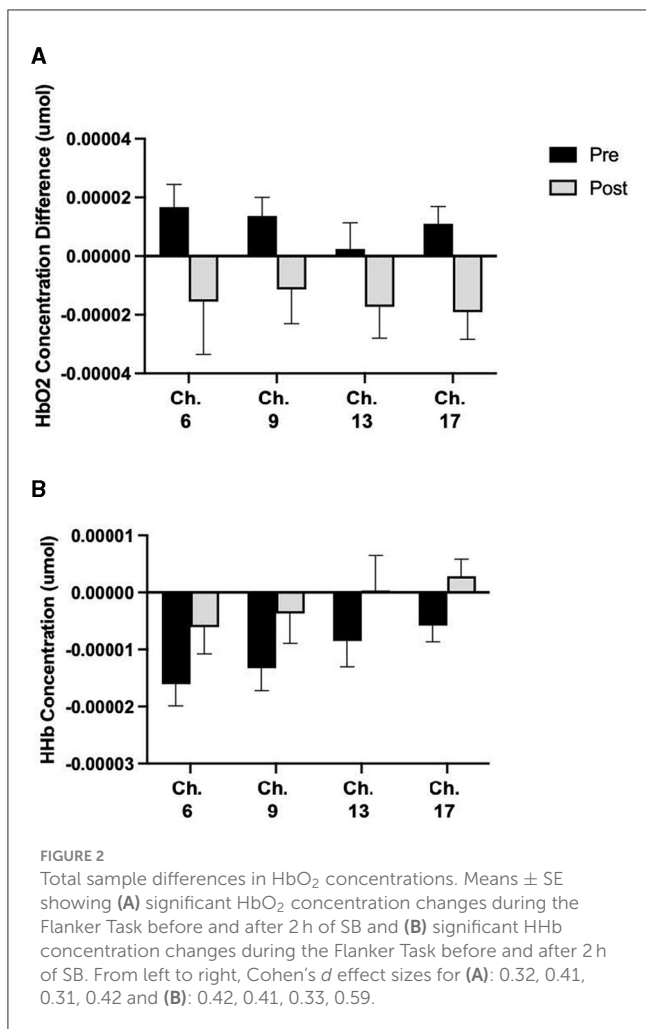 A
HbO2 Concentration Difference (umol)
0.00004
0.00002
0.00000
-0.00002
-0.00004
Pre
Post
Ch. Ch. Ch. Ch.
6 9 13 17
B
HHb Concentration (umol)
0.00001
0.00000
-0.00001
-0.00002
-0.00003
Ch. Ch. Ch. Ch.
6 9 13 17
FIGURE 2
Total sample differences in HbO₂ concentrations. Means ± SE
showing (A) significant HbO₂ concentration changes during the
Flanker Task before and after 2 h of SB and (B) significant HHb
concentration changes during the Flanker Task before and after 2 h
of SB. From left to right, Cohen's d effect sizes for (A): 0.32, 0.41,
0.31, 0.42 and (B): 0.42, 0.41, 0.33, 0.59.